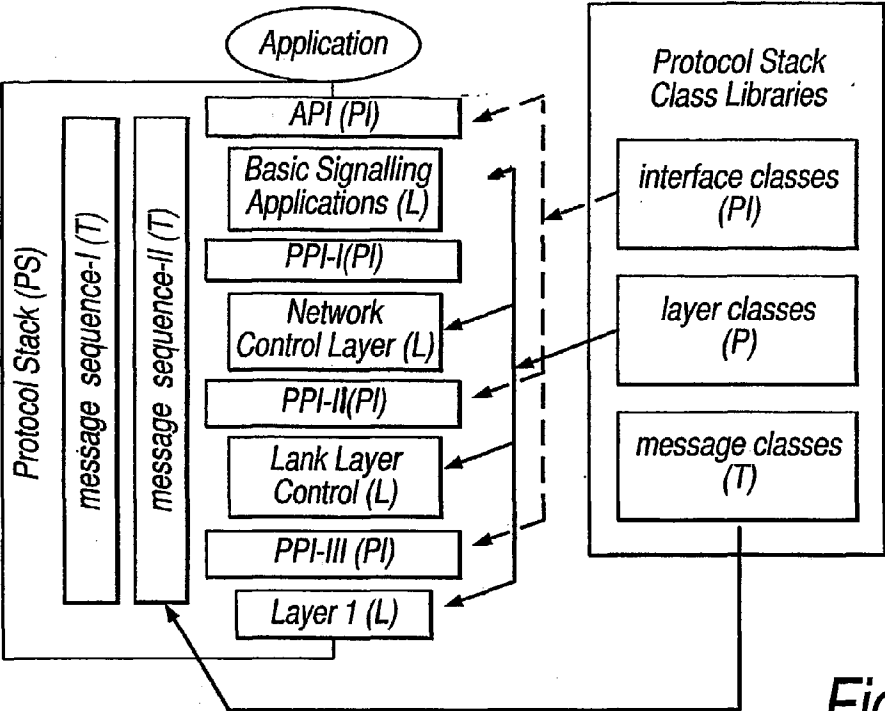 Application
Protocol Stack (PS)
message sequence-I (T)
message sequence-II (T)
API (PI)
Basic Signalling
Applications (L)
PPI-I(PI)
Network
Control Layer (L)
PPI-II(PI)
Lank Layer
Control (L)
PPI-III (PI)
Layer 1 (L)
Protocol Stack
Class Libraries
interface classes
(PI)
layer classes
(P)
message classes
(T)
Fig